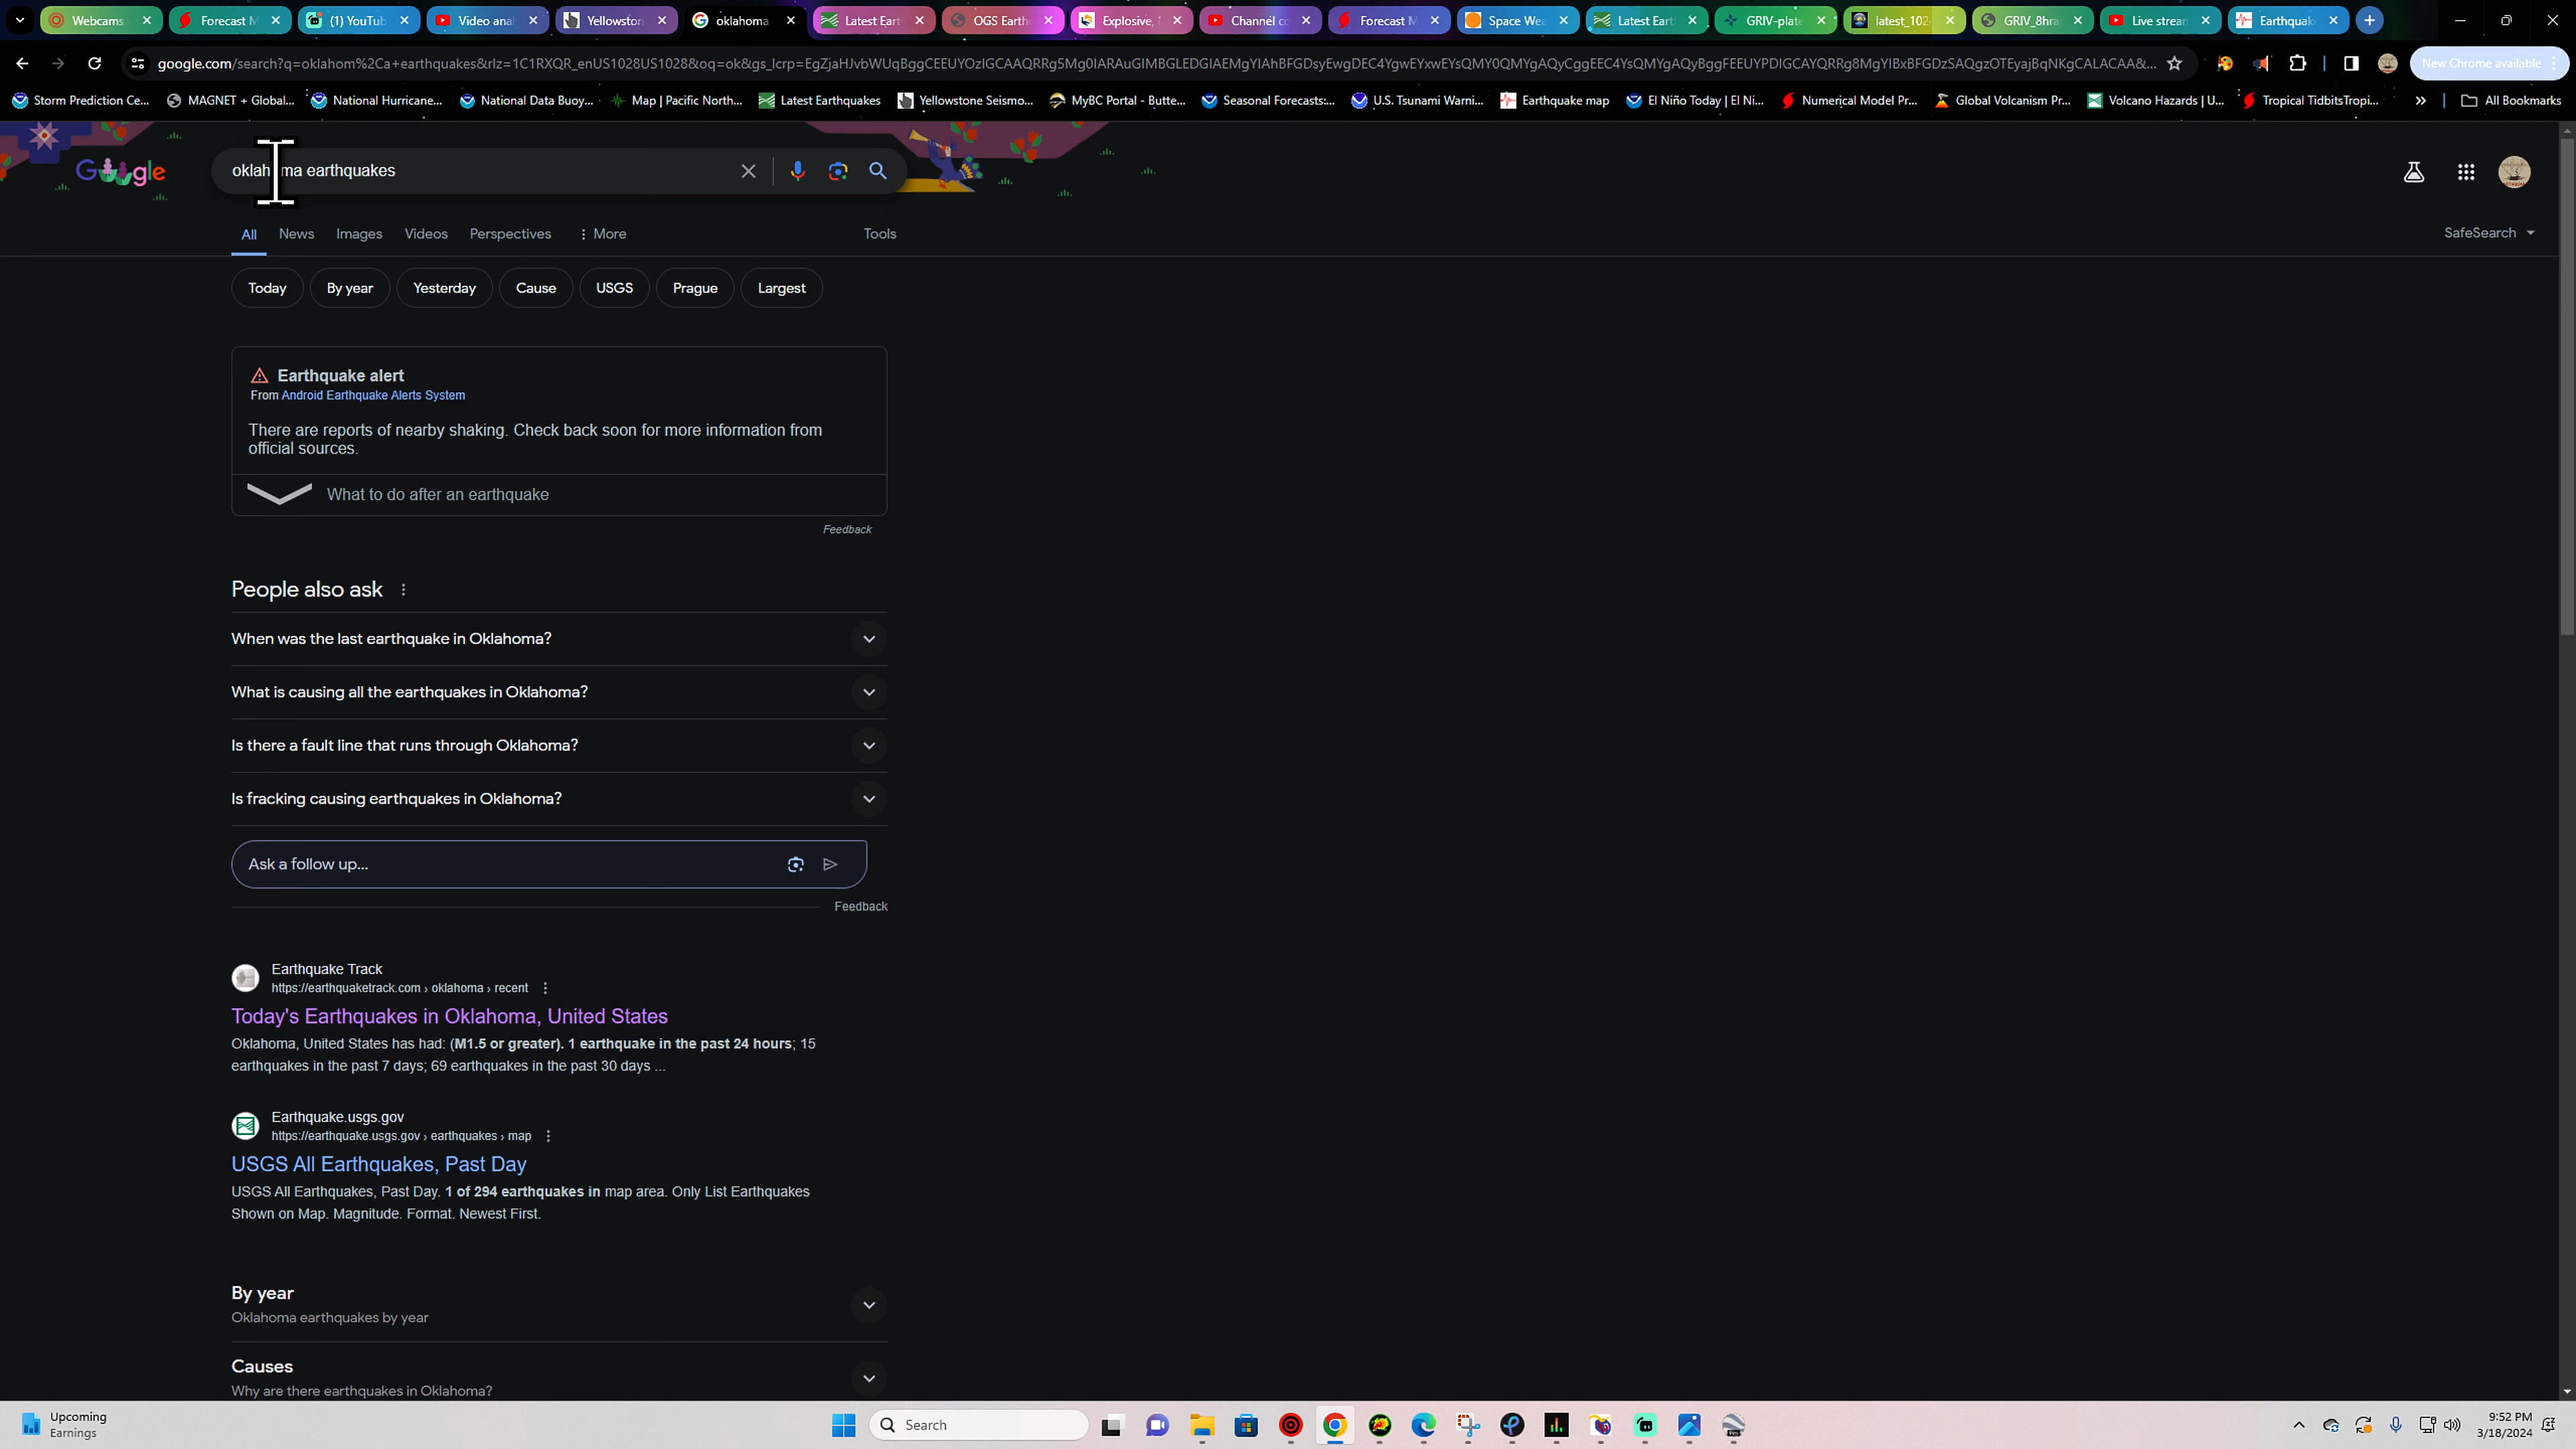 Webcams
Forecast M
(1) YouTub
Video anal
Yellowston
oklahoma
Latest Eart
OGS Earth
Explosive,
Channel co
Forecast M
Space Wea
Latest Eart
GRIV-plate
latest_102
GRIV_8hra
Live strear
Earthquak
New Chrome available
Storm Prediction Ce...
MAGNET + Global...
National Hurricane...
National Data Buoy...
Map | Pacific North...
Latest Earthquakes
Yellowstone Seismo...
MyBC Portal - Butte...
Seasonal Forecasts:...
U.S. Tsunami Warni...
Earthquake map
El Niño Today | El Ni...
Numerical Model Pr...
Global Volcanism Pr...
Volcano Hazards | U...
Tropical TidbitsTropi...
All Bookmarks
Google
oklahoma earthquakes
All
News
Images
Videos
Perspectives
More
Tools
SafeSearch
Today
By year
Yesterday
Cause
USGS
Prague
Largest
Earthquake alert
From Android Earthquake Alerts System
There are reports of nearby shaking. Check back soon for more information from
official sources.
What to do after an earthquake
Feedback
People also ask
When was the last earthquake in Oklahoma?
What is causing all the earthquakes in Oklahoma?
Is there a fault line that runs through Oklahoma?
Is fracking causing earthquakes in Oklahoma?
Ask a follow up...
Feedback
Earthquake Track
https://earthquaketrack.com › oklahoma › recent
Today's Earthquakes in Oklahoma, United States
Oklahoma, United States has had: (M1.5 or greater). 1 earthquake in the past 24 hours; 15
earthquakes in the past 7 days; 69 earthquakes in the past 30 days ...
Earthquake.usgs.gov
https://earthquake.usgs.gov › earthquakes › map
USGS All Earthquakes, Past Day
USGS All Earthquakes, Past Day. 1 of 294 earthquakes in map area. Only List Earthquakes
Shown on Map. Magnitude. Format. Newest First.
By year
Oklahoma earthquakes by year
Causes
Why are there earthquakes in Oklahoma?
Upcoming
Earnings
Search
9:52 PM
3/18/2024